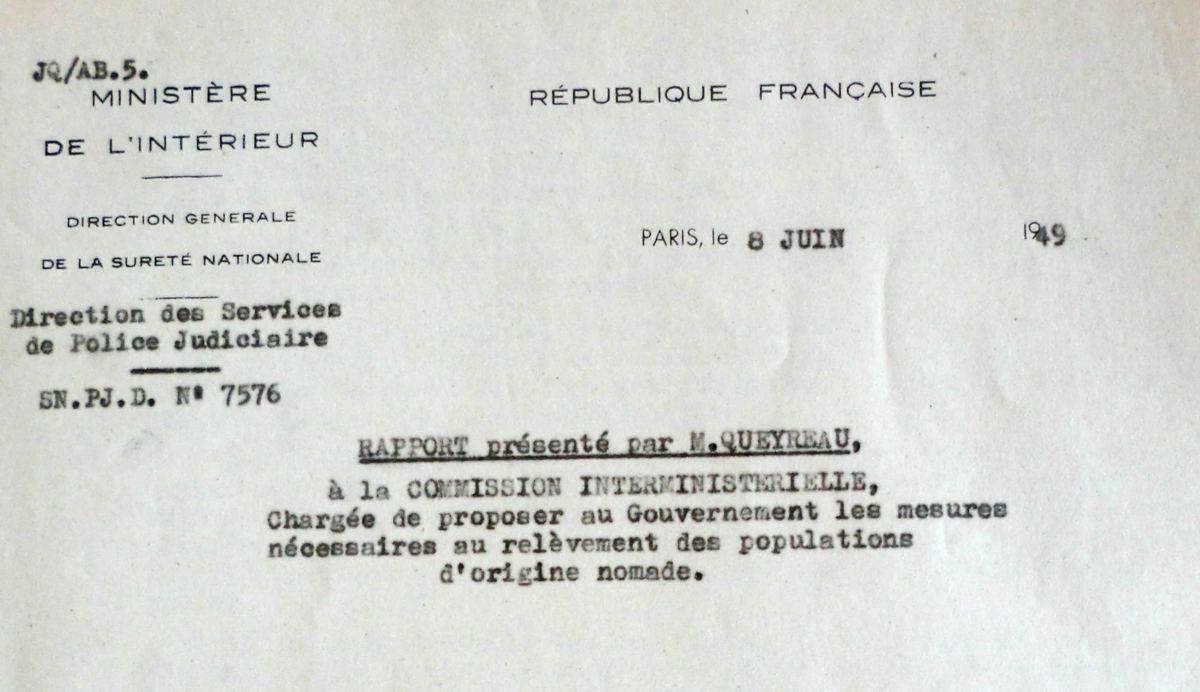 JQ/AB.5.
MINISTÈRE
DE L'INTÉRIEUR
DIRECTION GENERALE
DE LA SURETÉ NATIONALE
Direction des Services
de Police Judiciaire
SN.PJ.D. N° 7576
RÉPUBLIQUE FRANÇAISE
PARIS, le 8 JUIN 1949
RAPPORT présenté par M.QUEYREAU,
à la COMMISSION INTERMINISTERIELLE,
Chargée de proposer au Gouvernement les mesures
nécessaires au relèvement des populations
d'origine nomade.